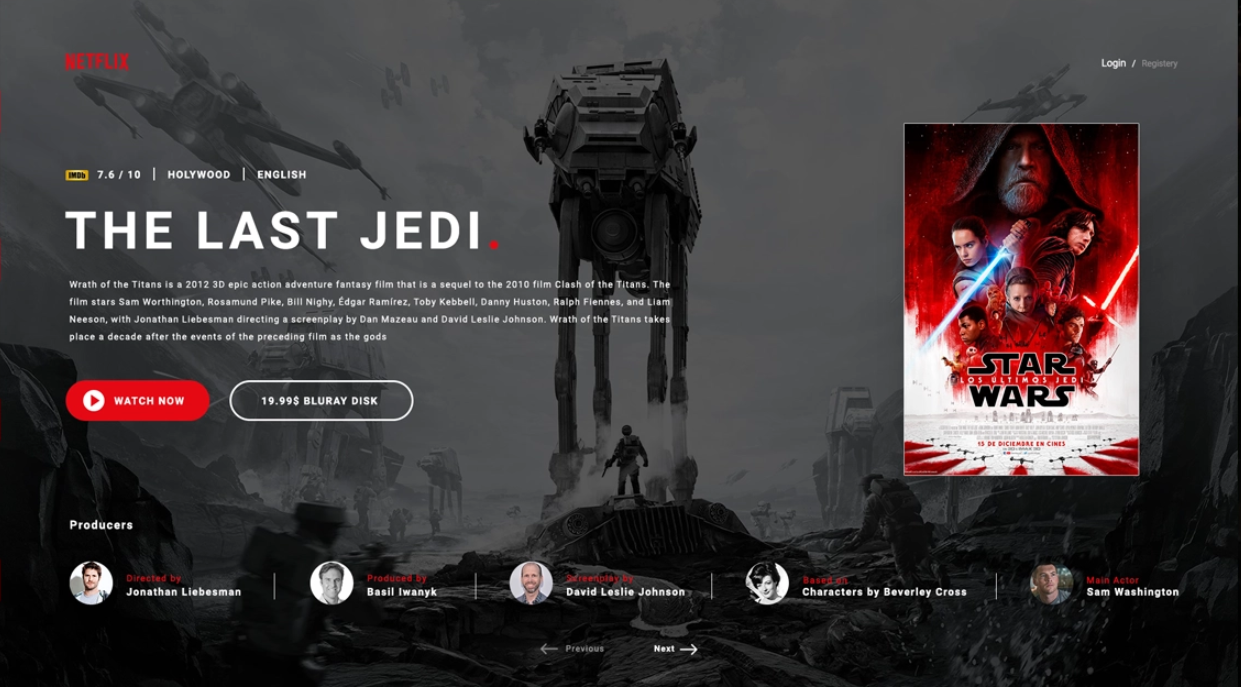 NETFLIX
Login / Registery
IMDb 7.6 / 10 | HOLYWOOD | ENGLISH
THE LAST JEDI.
Wrath of the Titans is a 2012 3D epic action adventure fantasy film that is a sequel to the 2010 film Clash of the Titans. The
film stars Sam Worthington, Rosamund Pike, Bill Nighy, Édgar Ramírez, Toby Kebbell, Danny Huston, Ralph Fiennes, and Liam
Neeson, with Jonathan Liebesman directing a screenplay by Dan Mazeau and David Leslie Johnson. Wrath of the Titans takes
place a decade after the events of the preceding film as the gods
WATCH NOW
19.99$ BLURAY DISK
STAR
LOS ÚLTIMOS JEDI
WARS
15 DE DICIEMBRE EN CINES
Producers
Directed by
Jonathan Liebesman
Produced by
Basil Iwanyk
Screenplay by
David Leslie Johnson
Based on
Characters by Beverley Cross
Main Actor
Sam Washington
Previous
Next